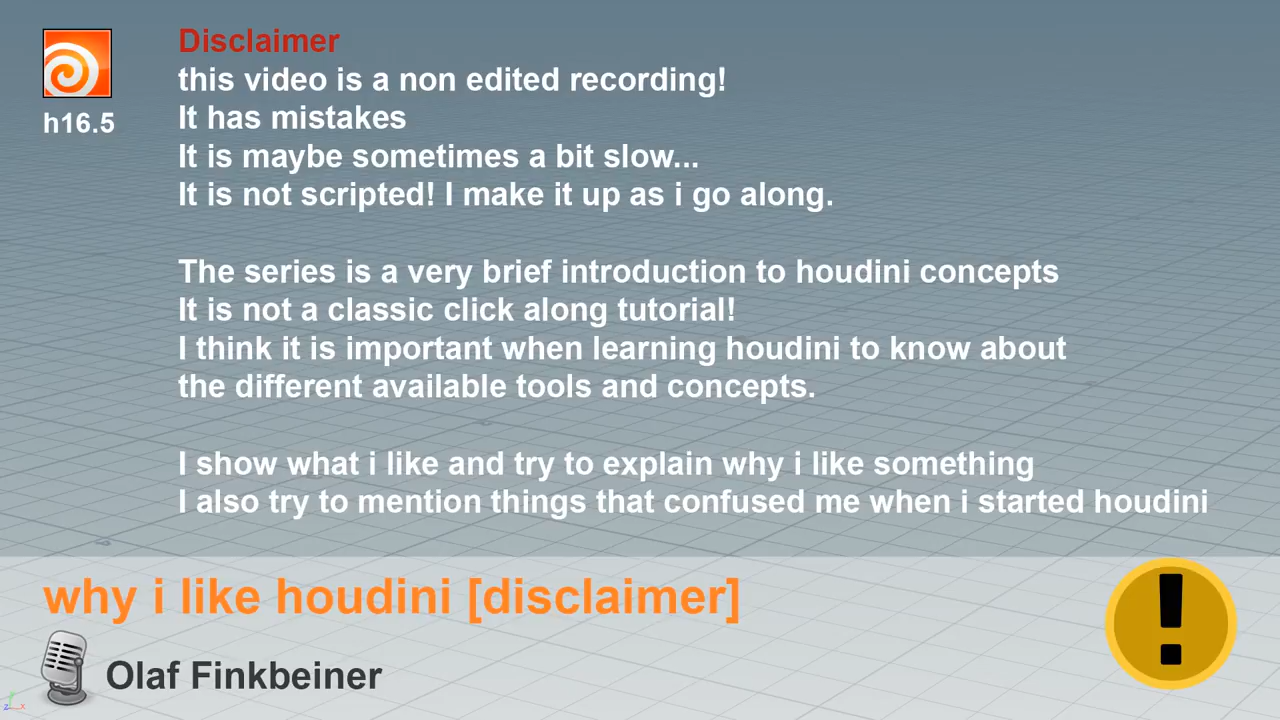 Disclaimer
this video is a non edited recording!
It has mistakes
It is maybe sometimes a bit slow...
It is not scripted! I make it up as i go along.
h16.5
The series is a very brief introduction to houdini concepts
It is not a classic click along tutorial!
I think it is important when learning houdini to know about
the different available tools and concepts.
I show what i like and try to explain why i like something
I also try to mention things that confused me when i started houdini
why i like houdini [disclaimer]
!
Olaf Finkbeiner
z x